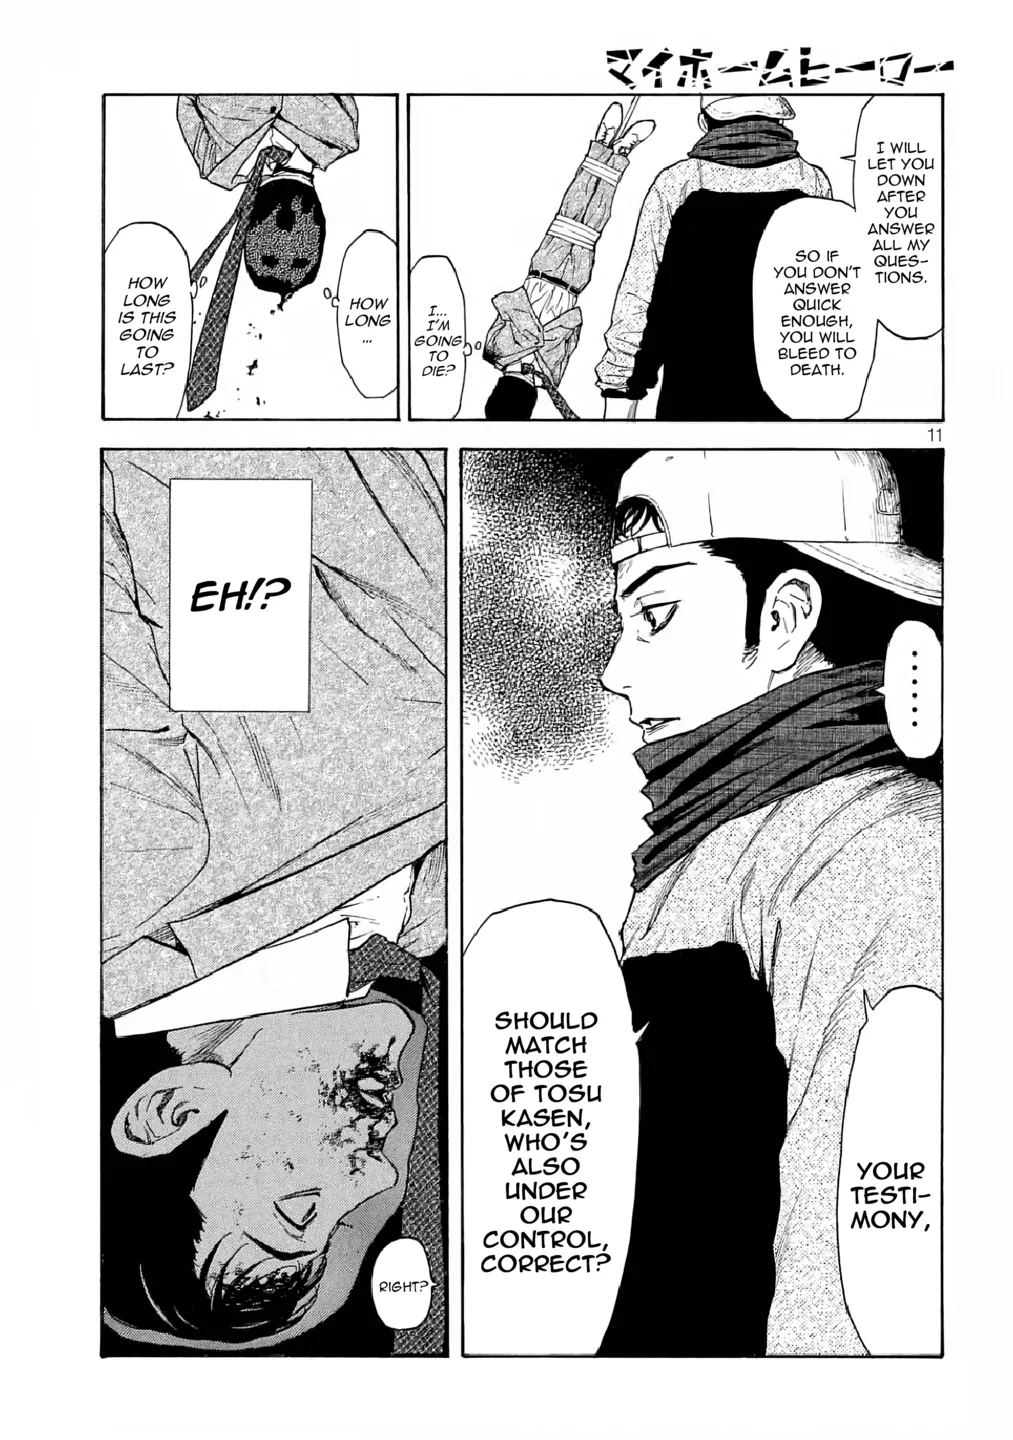 マイホームヒーロー
I WILL
LET YOU
DOWN
AFTER
YOU
ANSWER
ALL MY
QUES-
TIONS.
SO IF
YOU DON'T
ANSWER
QUICK
ENOUGH,
YOU WILL
BLEED TO
DEATH.
I...
I'M
GOING
TO
DIE?
HOW
LONG
...
HOW
LONG
IS THIS
GOING
TO
LAST?
11
......
YOUR
TESTI-
MONY,
SHOULD
MATCH
THOSE
OF TOSU
KASEN,
WHO'S
ALSO
UNDER
OUR
CONTROL,
CORRECT?
EH!?
RIGHT?